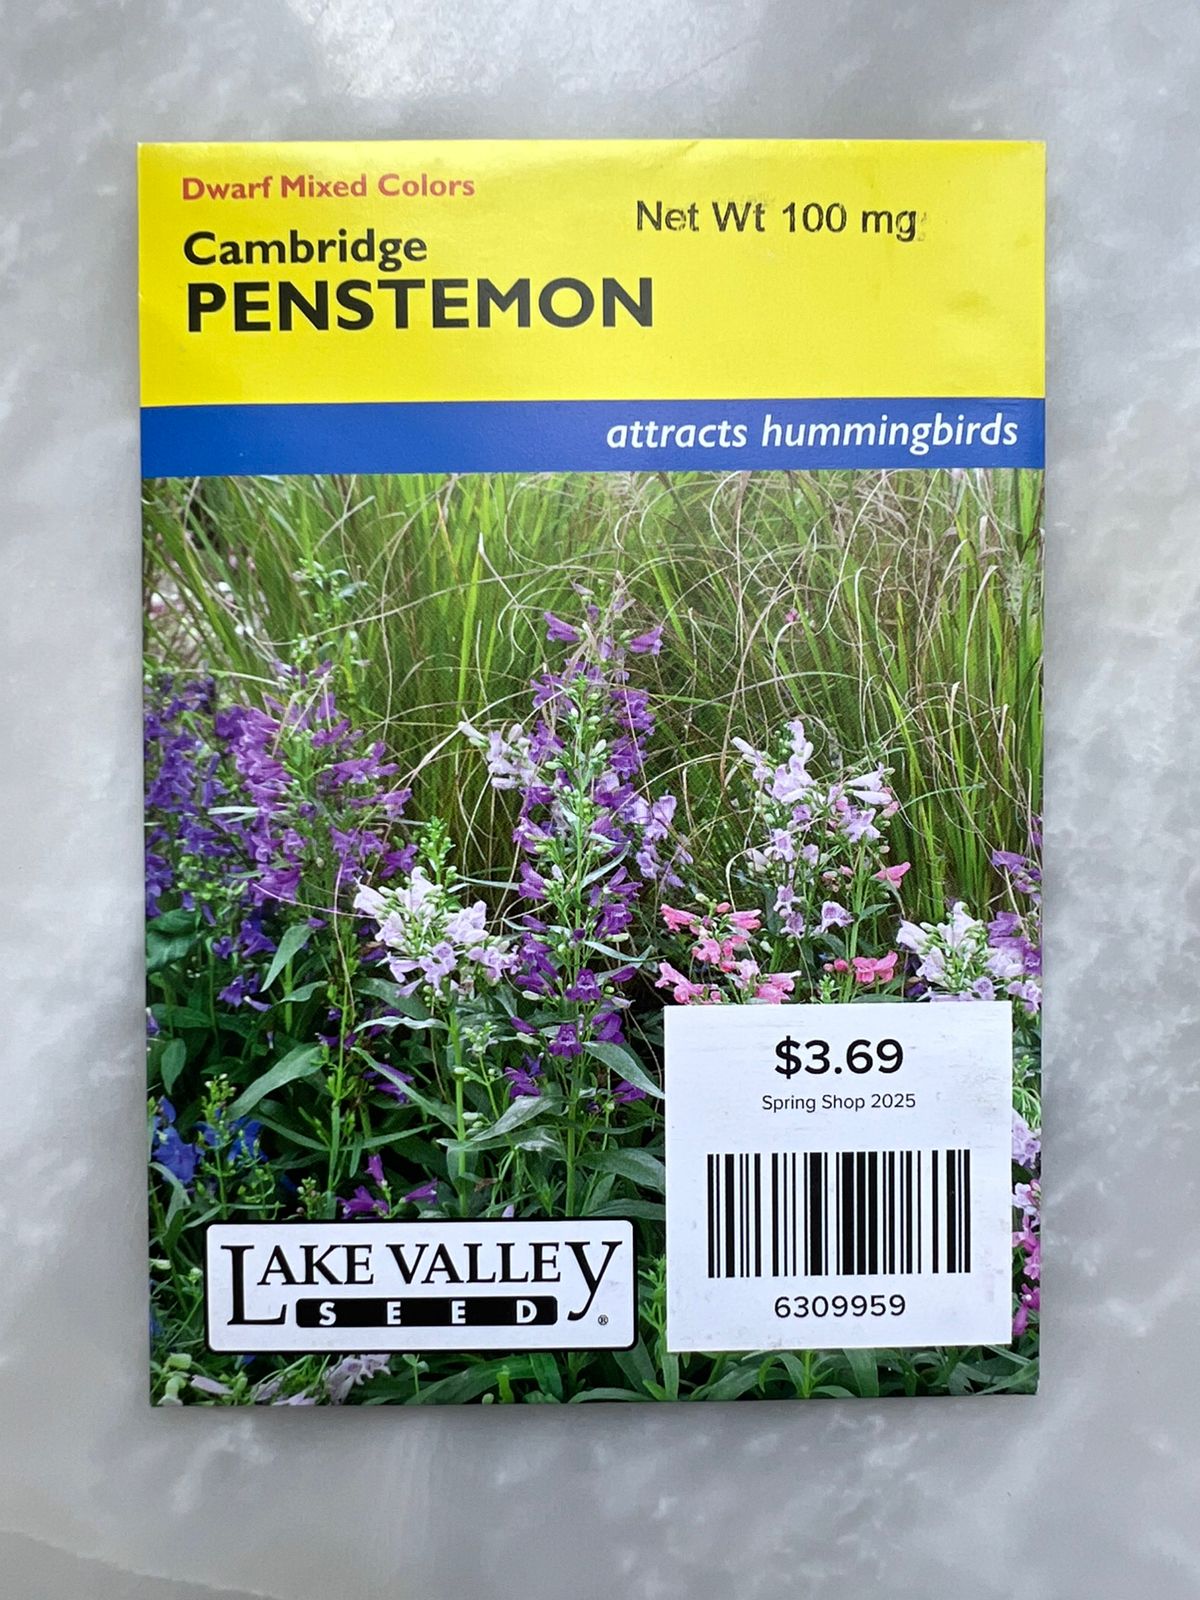 Dwarf Mixed Colors
Net Wt 100 mg
Cambridge
PENSTEMON
attracts hummingbirds
$3.69
Spring Shop 2025
6309959
LAKE VALLEY
SEED®